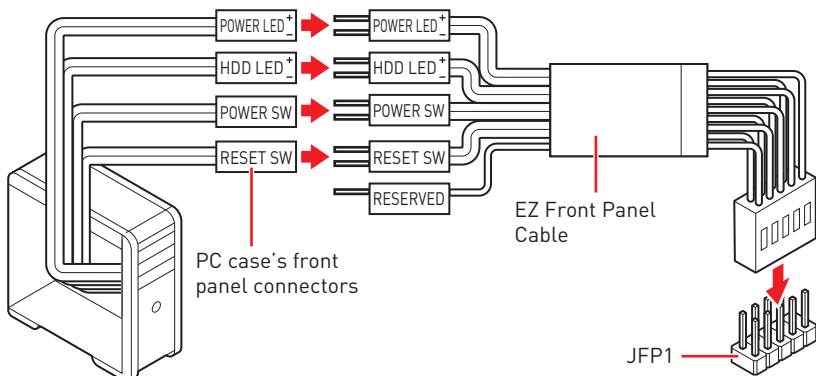 POWER LED + −
POWER LED + −
HDD LED + −
HDD LED + −
POWER SW
POWER SW
RESET SW
RESET SW
RESERVED
EZ Front Panel
Cable
PC case's front
panel connectors
JFP1